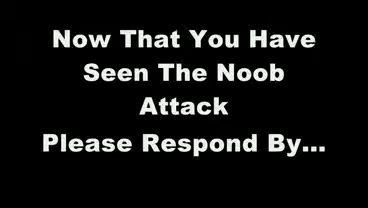 Now That You Have
Seen The Noob
Attack
Please Respond By...